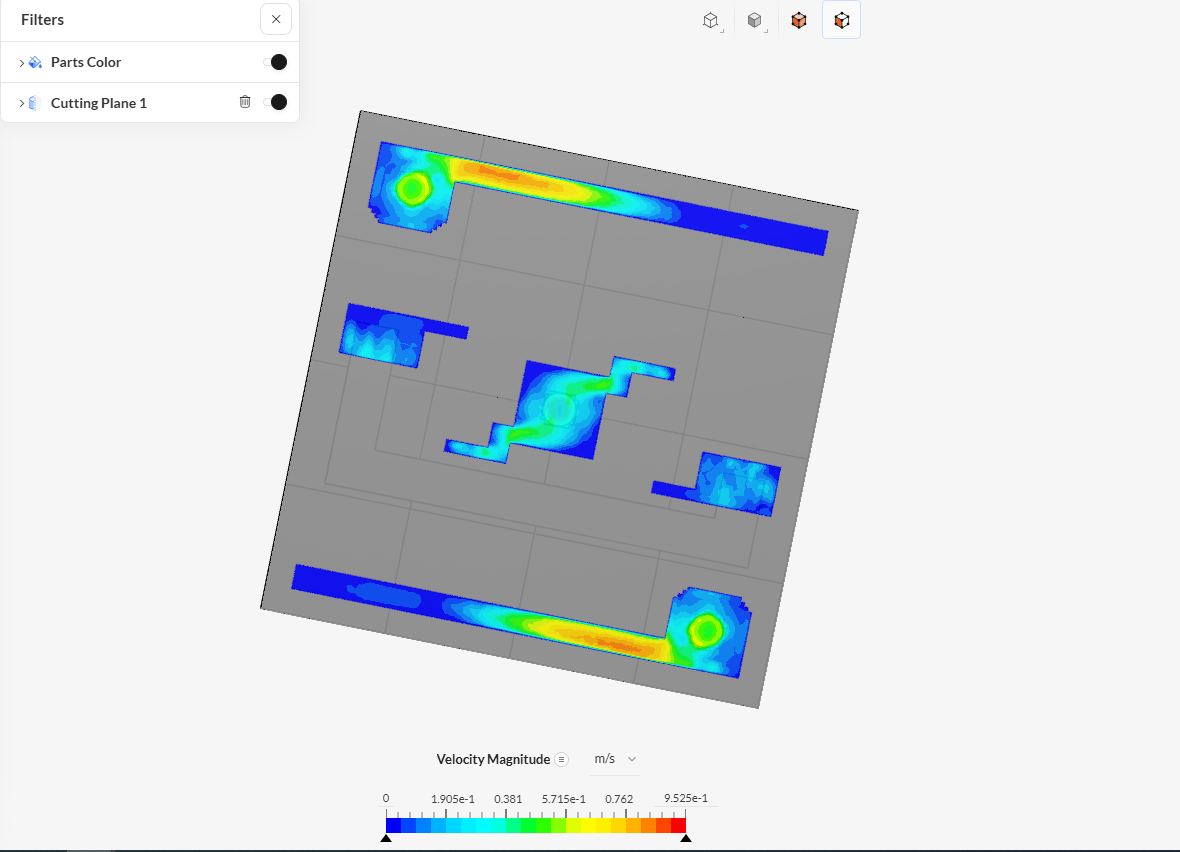 Filters
Parts Color
Cutting Plane 1
Velocity Magnitude m/s
0 1.905e-1 0.381 5.715e-1 0.762 9.525e-1